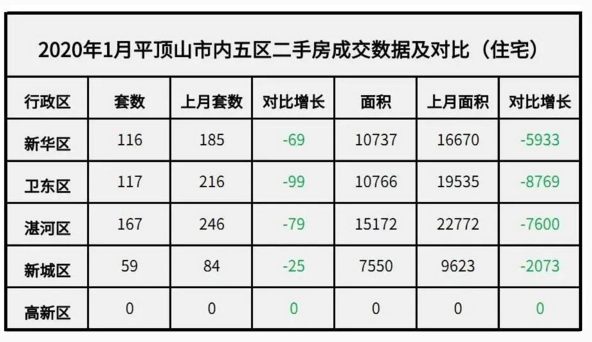 2020年1月平顶山市内五区二手房成交数据及对比（住宅）
行政区 套数 上月套数 对比增长 面积 上月面积 对比增长
新华区 116 185 -69 10737 16670 -5933
卫东区 117 216 -99 10766 19535 -8769
湛河区 167 246 -79 15172 22772 -7600
新城区 59 84 -25 7550 9623 -2073
高新区 0 0 0 0 0 0